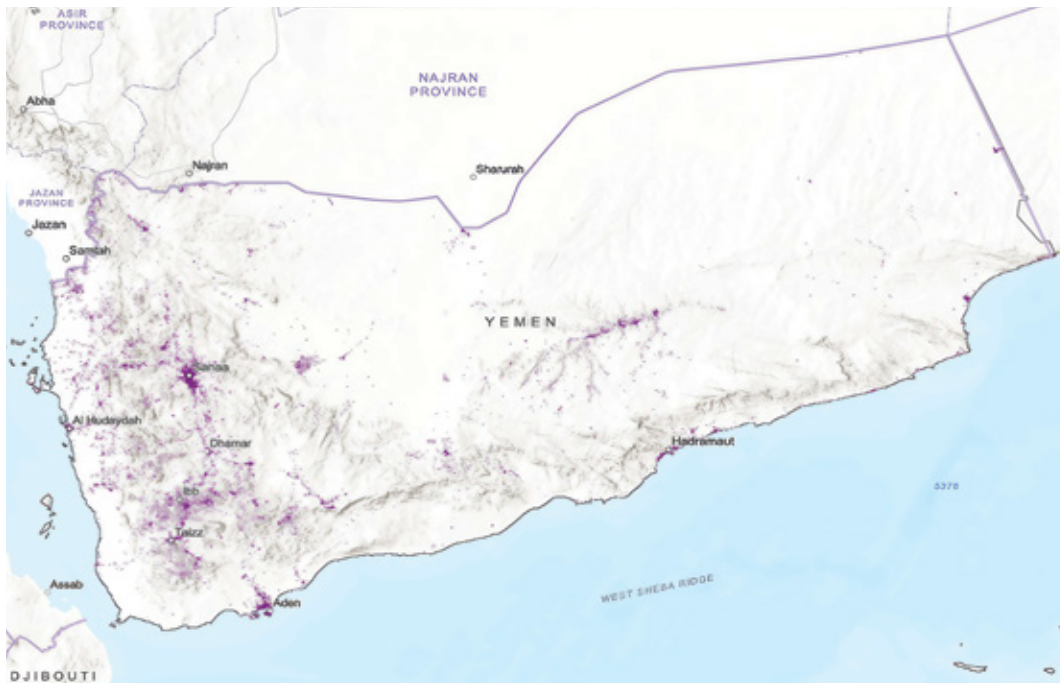 ASIR
PROVINCE
NAJRAN
PROVINCE
Abha
Najran
Sharurah
JAZAN
PROVINCE
Jazan
Samtah
YEMEN
Sanaa
Al Hudaydah
Dhamar
Hadramaut
Ibb
5376
Taizz
WEST SHEBA RIDGE
Assab
Aden
DJIBOUTI